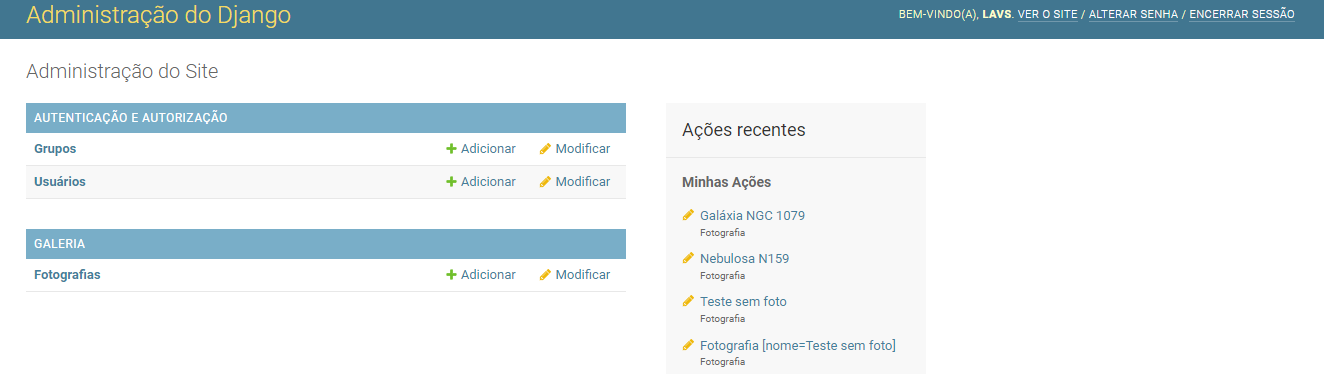 Administração do Django
BEM-VINDO(A), LAVS. VER O SITE / ALTERAR SENHA / ENCERRAR SESSÃO
Administração do Site
AUTENTICAÇÃO E AUTORIZAÇÃO
Grupos Adicionar Modificar
Usuários Adicionar Modificar
GALERIA
Fotografias Adicionar Modificar
Ações recentes
Minhas Ações
Galáxia NGC 1079
Fotografia
Nebulosa N159
Fotografia
Teste sem foto
Fotografia
Fotografia [nome=Teste sem foto]
Fotografia